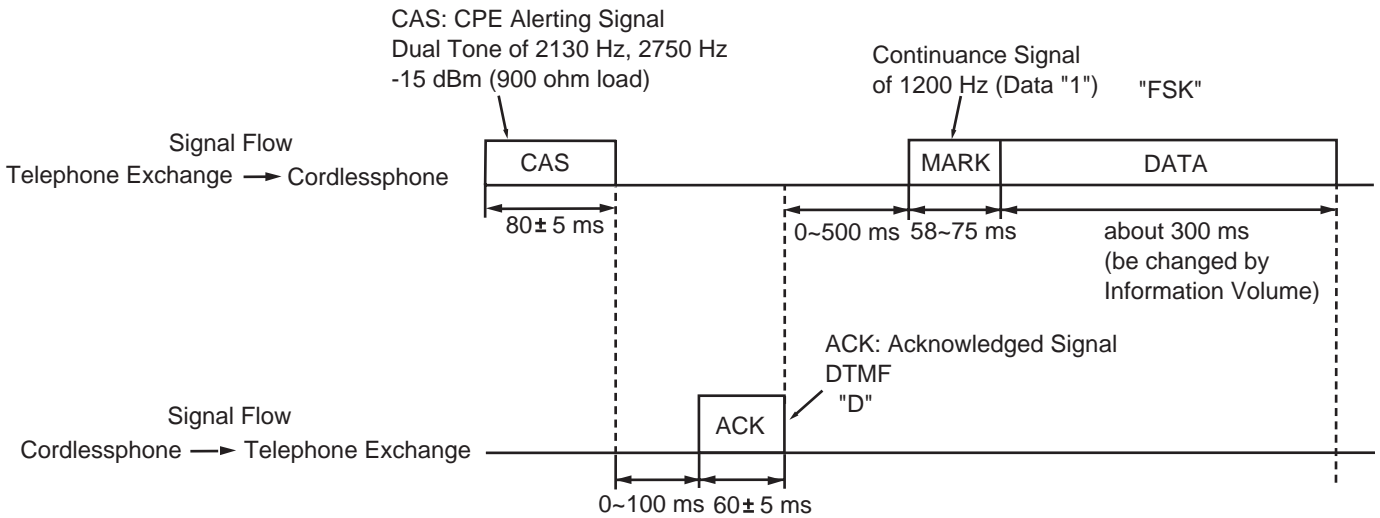 CAS: CPE Alerting Signal
Dual Tone of 2130 Hz, 2750 Hz
-15 dBm (900 ohm load)
Continuance Signal
of 1200 Hz (Data "1")
"FSK"
Signal Flow
Telephone Exchange → Cordlessphone
CAS
MARK
DATA
80± 5 ms
0~500 ms
58~75 ms
about 300 ms
(be changed by
Information Volume)
ACK: Acknowledged Signal
DTMF
"D"
Signal Flow
Cordlessphone → Telephone Exchange
ACK
0~100 ms
60± 5 ms